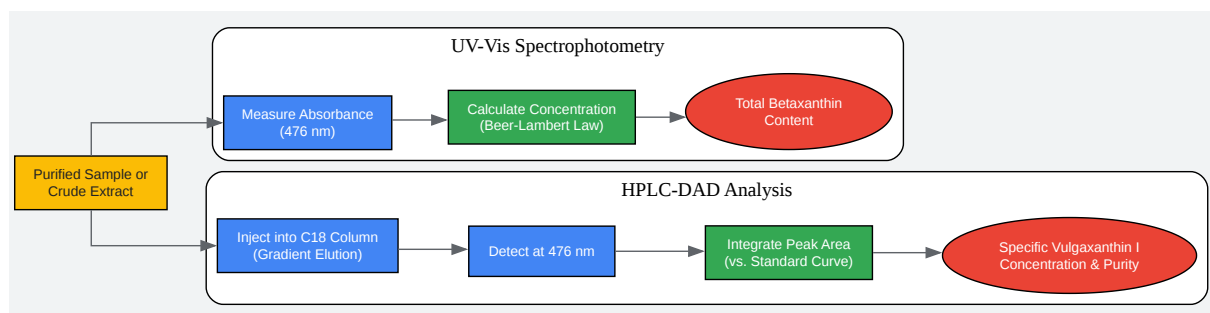 UV-Vis Spectrophotometry
Measure Absorbance
(476 nm)
Calculate Concentration
(Beer-Lambert Law)
Total Betaxanthin
Content
Purified Sample or
Crude Extract
HPLC-DAD Analysis
Inject into C18 Column
(Gradient Elution)
Detect at 476 nm
Integrate Peak Area
(vs. Standard Curve)
Specific Vulgaxanthin I
Concentration & Purity